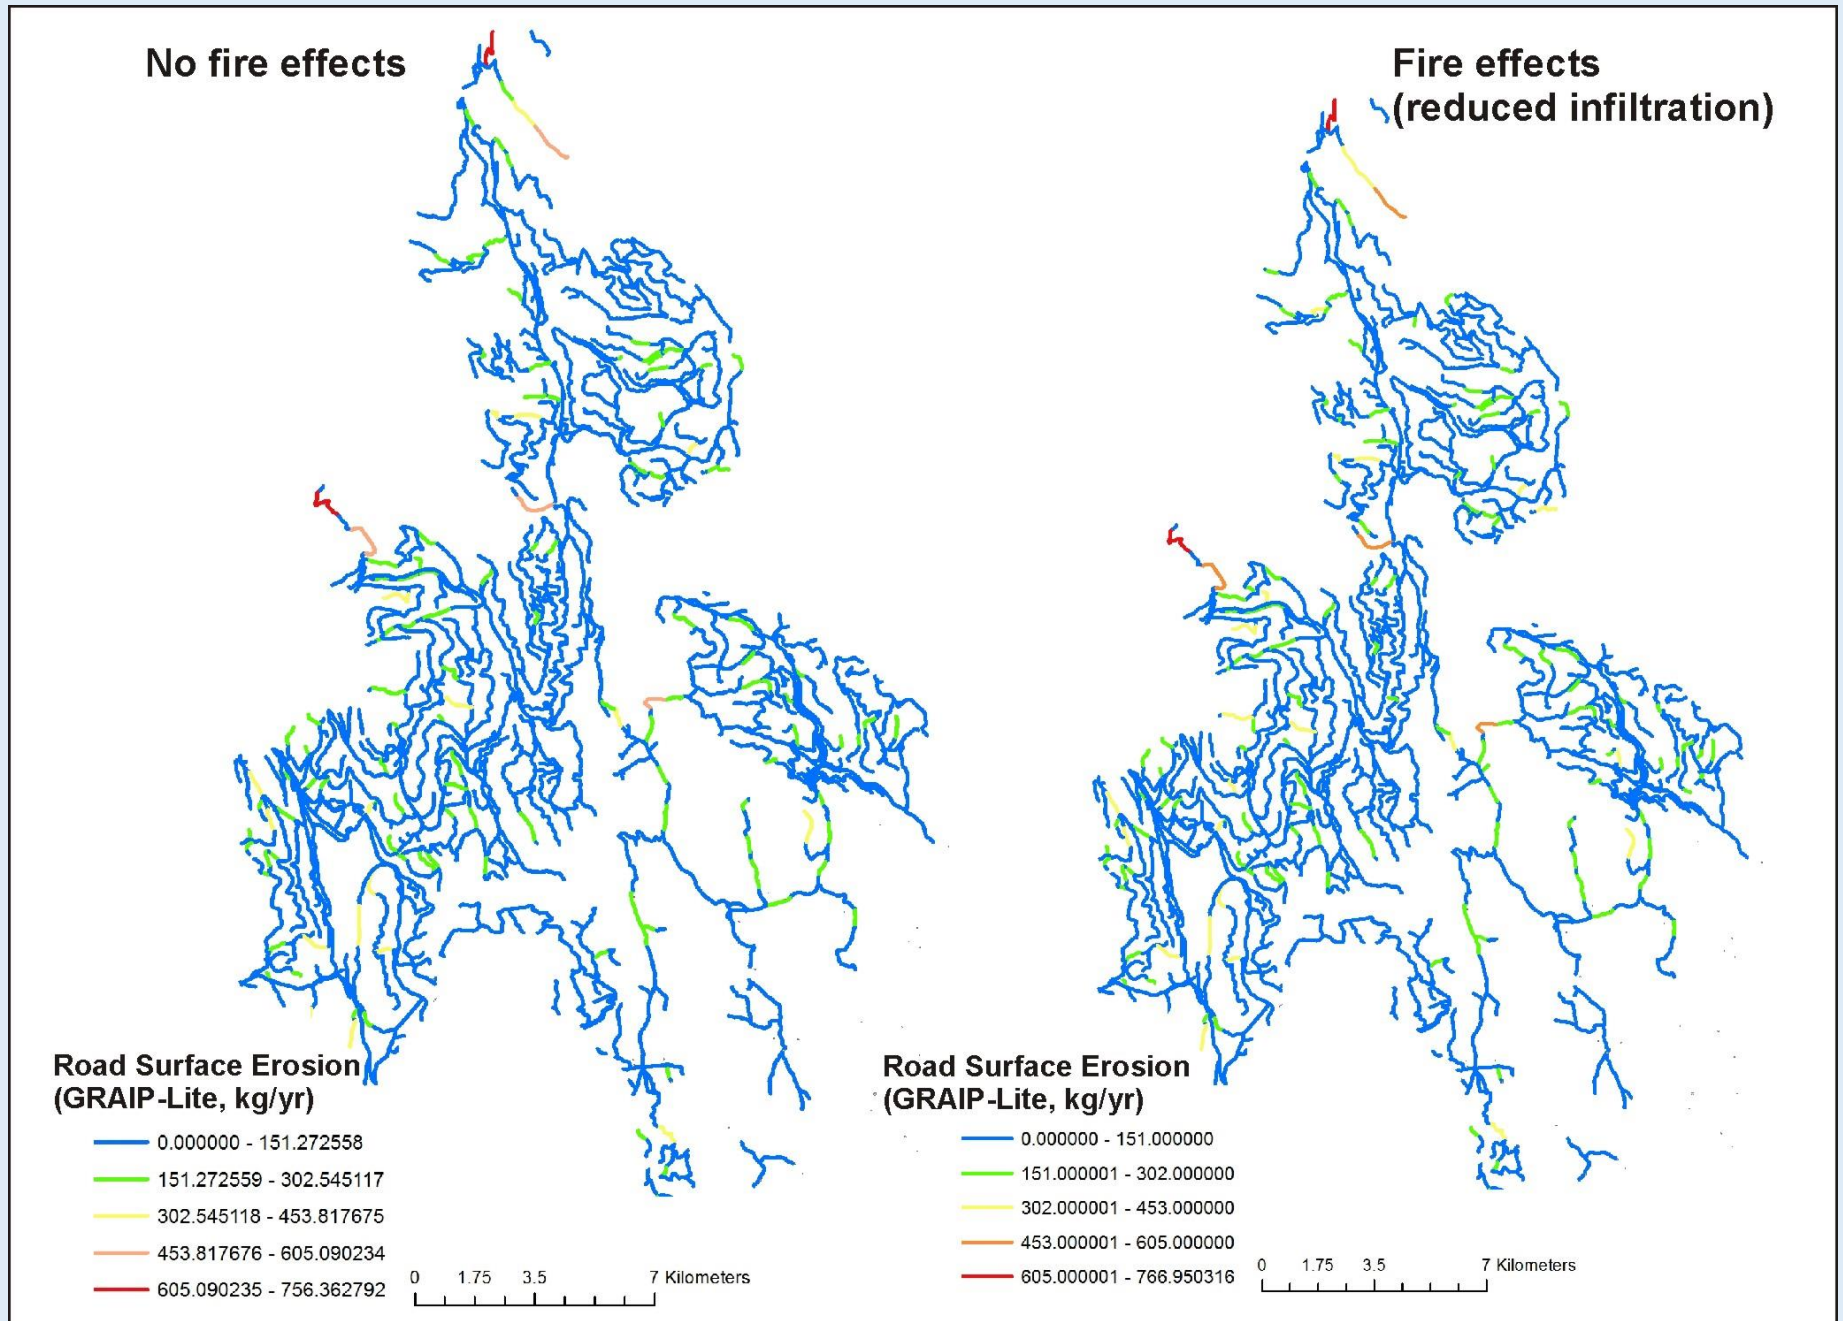 No fire effects
Fire effects
(reduced infiltration)
Road Surface Erosion
(GRAIP-Lite, kg/yr)
0.000000 - 151.272558
151.272559 - 302.545117
302.545118 - 453.817675
453.817676 - 605.090234
605.090235 - 756.362792
0 1.75 3.5 7 Kilometers
Road Surface Erosion
(GRAIP-Lite, kg/yr)
0.000000 - 151.000000
151.000001 - 302.000000
302.000001 - 453.000000
453.000001 - 605.000000
605.000001 - 766.950316
0 1.75 3.5 7 Kilometers